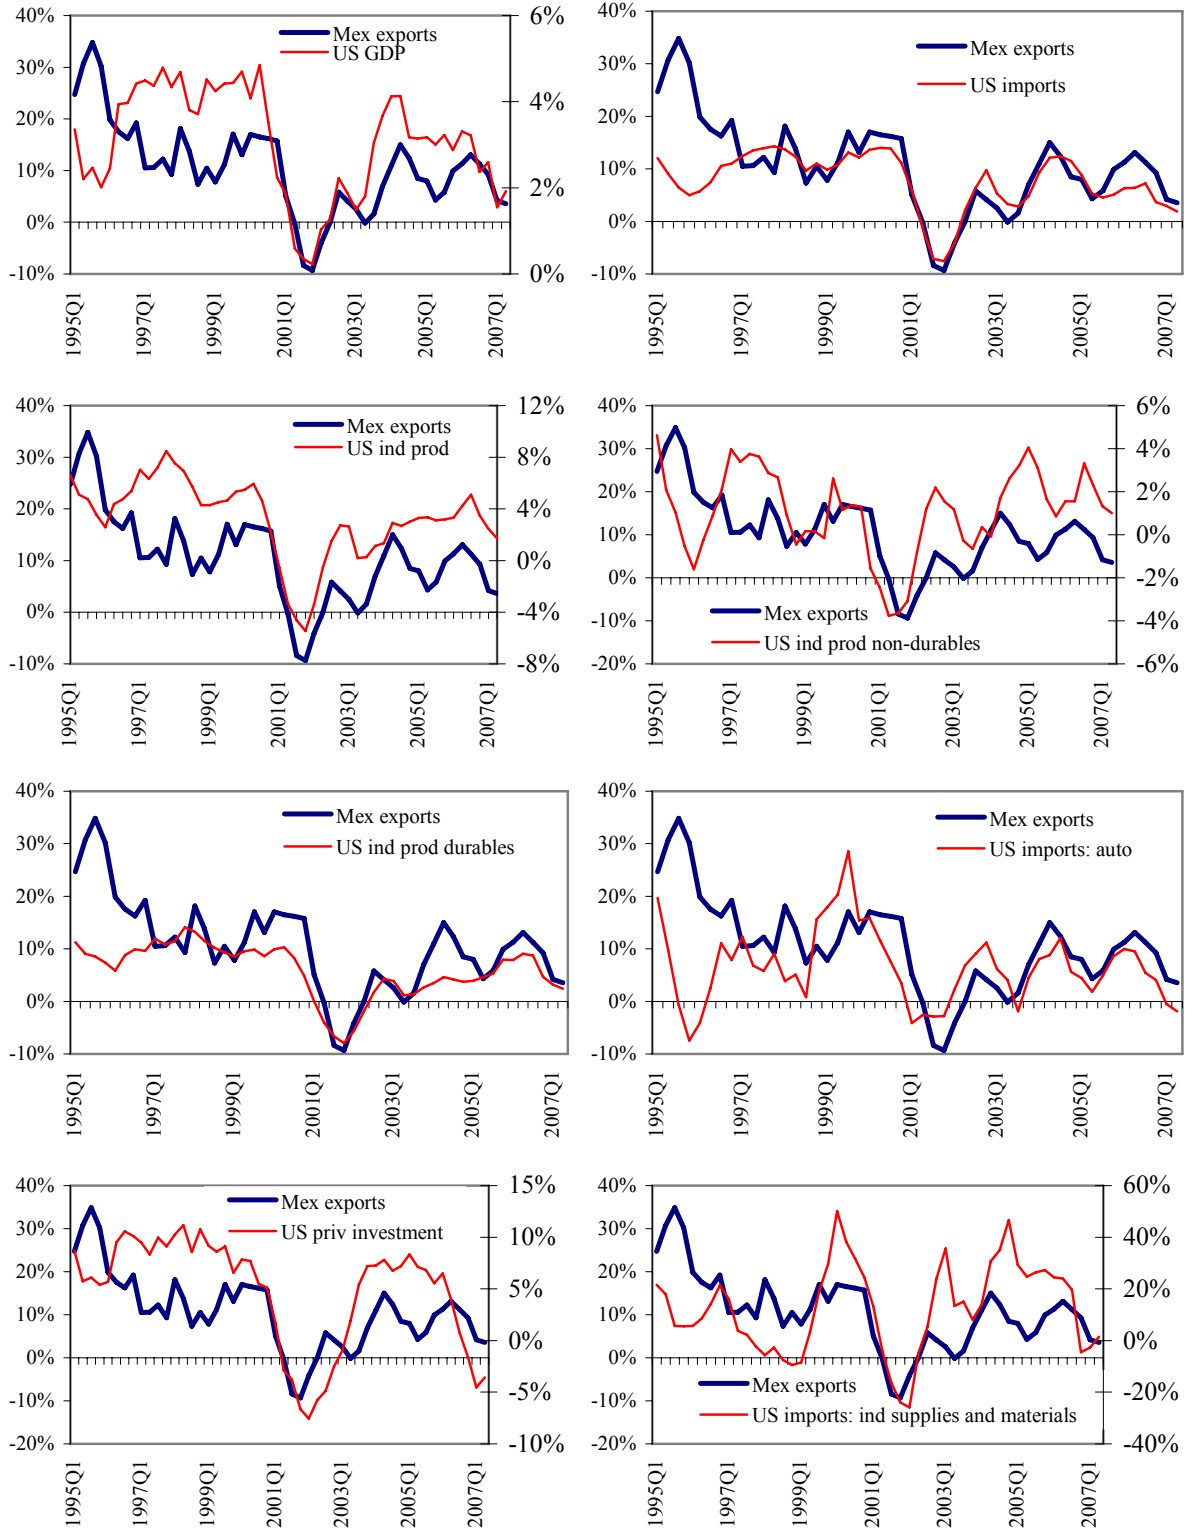 40%
30%
20%
10%
0%
-10%
6%
4%
2%
0%
Mex exports
US GDP
1995Q1
1997Q1
1999Q1
2001Q1
2003Q1
2005Q1
2007Q1
40%
30%
20%
10%
0%
-10%
Mex exports
US imports
1995Q1
1997Q1
1999Q1
2001Q1
2003Q1
2005Q1
2007Q1
40%
30%
20%
10%
0%
-10%
12%
8%
4%
0%
-4%
-8%
Mex exports
US ind prod
1995Q1
1997Q1
1999Q1
2001Q1
2003Q1
2005Q1
2007Q1
40%
30%
20%
10%
0%
-10%
-20%
6%
4%
2%
0%
-2%
-4%
-6%
Mex exports
US ind prod non-durables
1995Q1
1997Q1
1999Q1
2001Q1
2003Q1
2005Q1
2007Q1
40%
30%
20%
10%
0%
-10%
Mex exports
US ind prod durables
1995Q1
1997Q1
1999Q1
2001Q1
2003Q1
2005Q1
2007Q1
40%
30%
20%
10%
0%
-10%
Mex exports
US imports: auto
1995Q1
1997Q1
1999Q1
2001Q1
2003Q1
2005Q1
2007Q1
40%
30%
20%
10%
0%
-10%
-20%
15%
10%
5%
0%
-5%
-10%
Mex exports
US priv investment
1995Q1
1997Q1
1999Q1
2001Q1
2003Q1
2005Q1
2007Q1
40%
30%
20%
10%
0%
-10%
-20%
60%
40%
20%
0%
-20%
-40%
Mex exports
US imports: ind supplies and materials
1995Q1
1997Q1
1999Q1
2001Q1
2003Q1
2005Q1
2007Q1